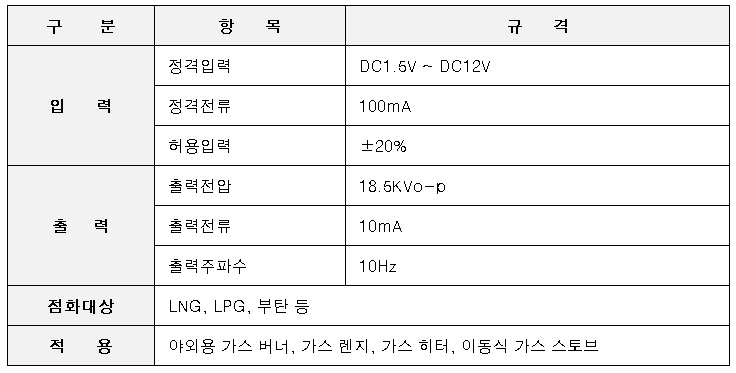 구 분 항 목 규 격
정격입력 DC1.5V ~ DC12V
입 력 정격전류 100mA
허용입력 ±20%
출력전압 18.5KVo-p
출 력 출력전류 10mA
출력주파수 10Hz
점화대상 LNG, LPG, 부탄 등
적 용 야외용 가스 버너, 가스 렌지, 가스 히터, 이동식 가스 스토브